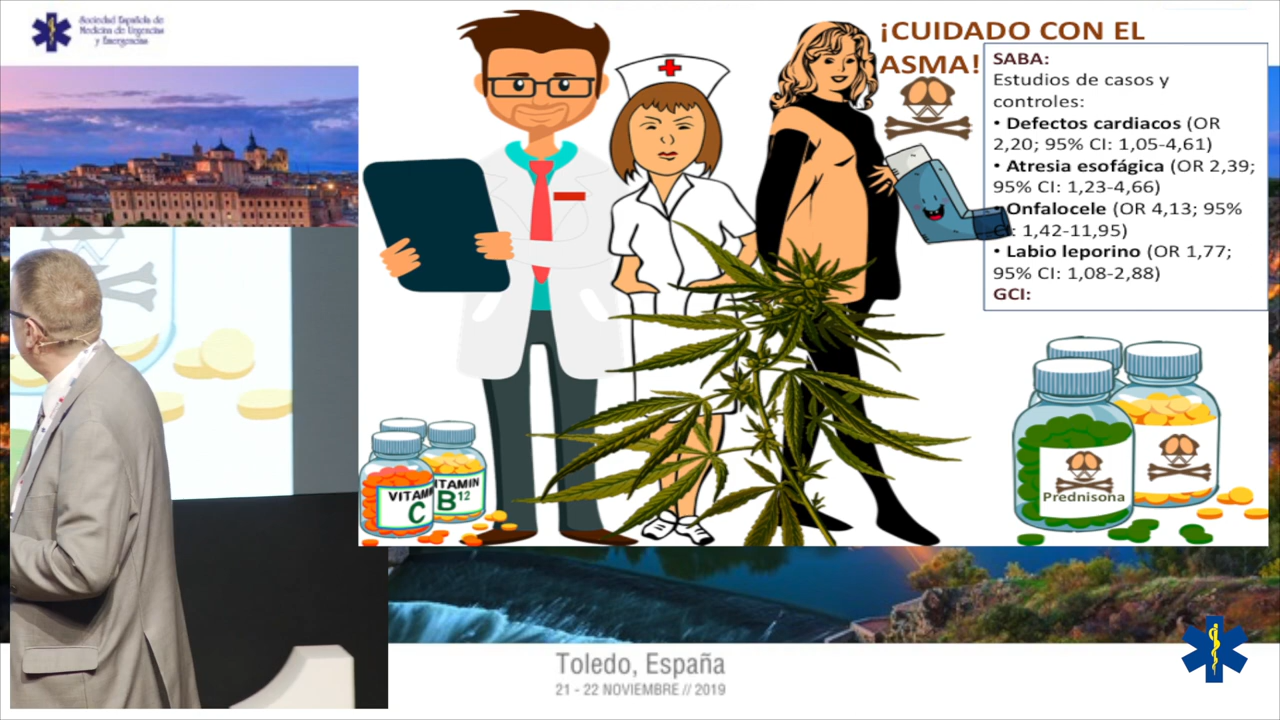 Sociedad Española de
Medicina de Urgencias
y Emergencias
¡CUIDADO CON EL
ASMA!
SABA:
Estudios de casos y
controles:
• Defectos cardiacos (OR
2,20; 95% CI: 1,05-4,61)
• Atresia esofágica (OR 2,39;
95% CI: 1,23-4,66)
• Onfalocele (OR 4,13; 95%
: 1,42-11,95)
• Labio leporino (OR 1,77;
95% CI: 1,08-2,88)
GCI:
VITAM
C
ITAMIN
B12
Prednisona
Toledo, España
21 - 22 NOVIEMBRE // 2019